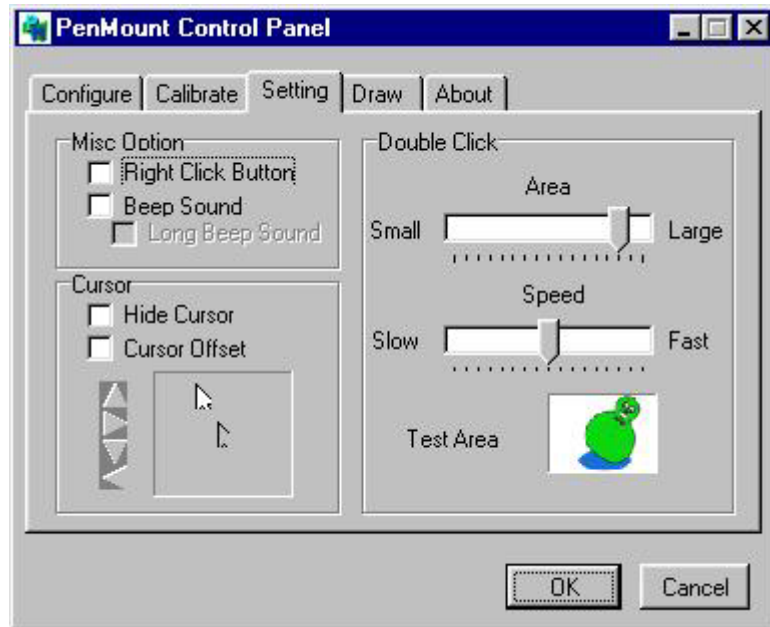 PenMount Control Panel
Configure Calibrate Setting Draw About
Misc Option
Right Click Button
Beep Sound
Long Beep Sound
Cursor
Hide Cursor
Cursor Offset
Double Click
Area
Small Large
Speed
Slow Fast
Test Area
OK Cancel